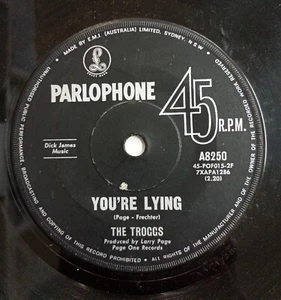 MADE BY E.M.I. (AUSTRALIA) LIMITED, SYDNEY, N.S.W
ALL RIGHTS OF THE MANUFACTURER AND OF THE OWNER OF THE RECORDED WORK RESERVED
UNAUTHORISED PUBLIC PERFORMANCE, BROADCASTING AND COPYING OF THIS RECORD PROHIBITED
PARLOPHONE
45
R.P.M.
Dick James
Music
A8250
45-POF015-2F
7XAPA1286
(2.20)
YOU'RE LYING
(Page - Frechter)
THE TROGGS
Produced by Larry Page
Page One Records